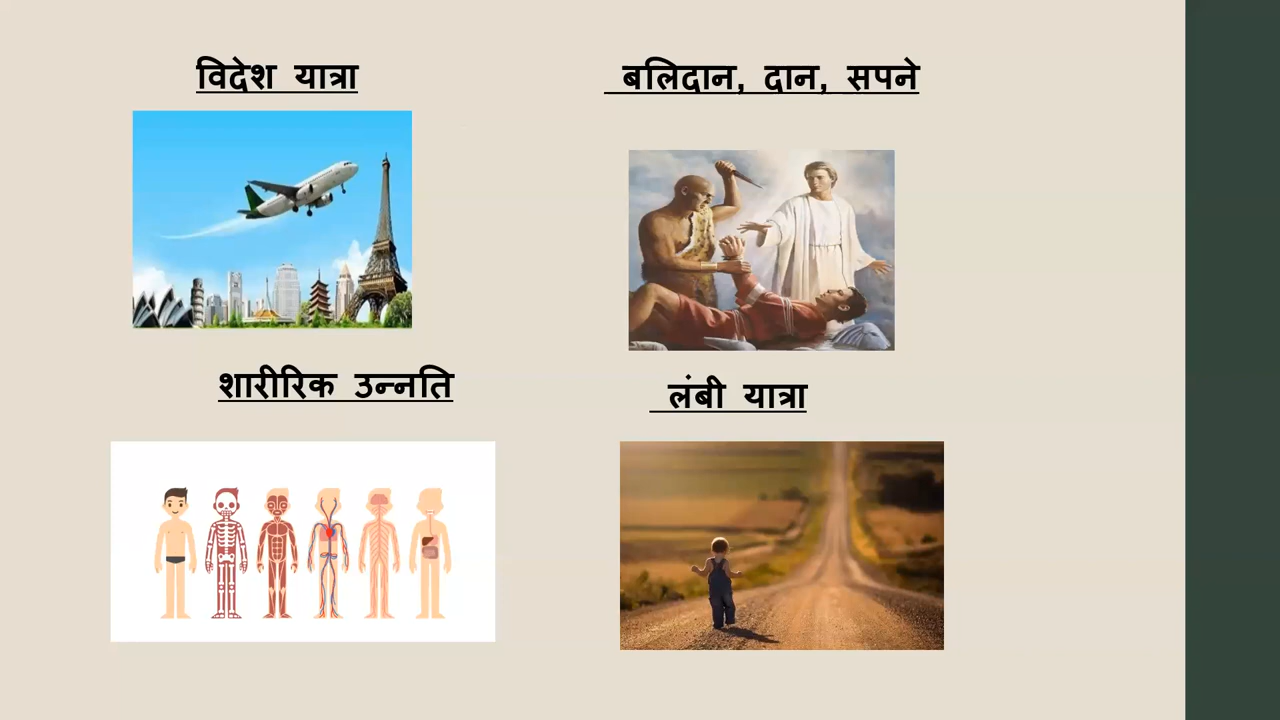 विदेश यात्रा
बलिदान, दान, सपने
शारीरिक उन्नति
लंबी यात्रा